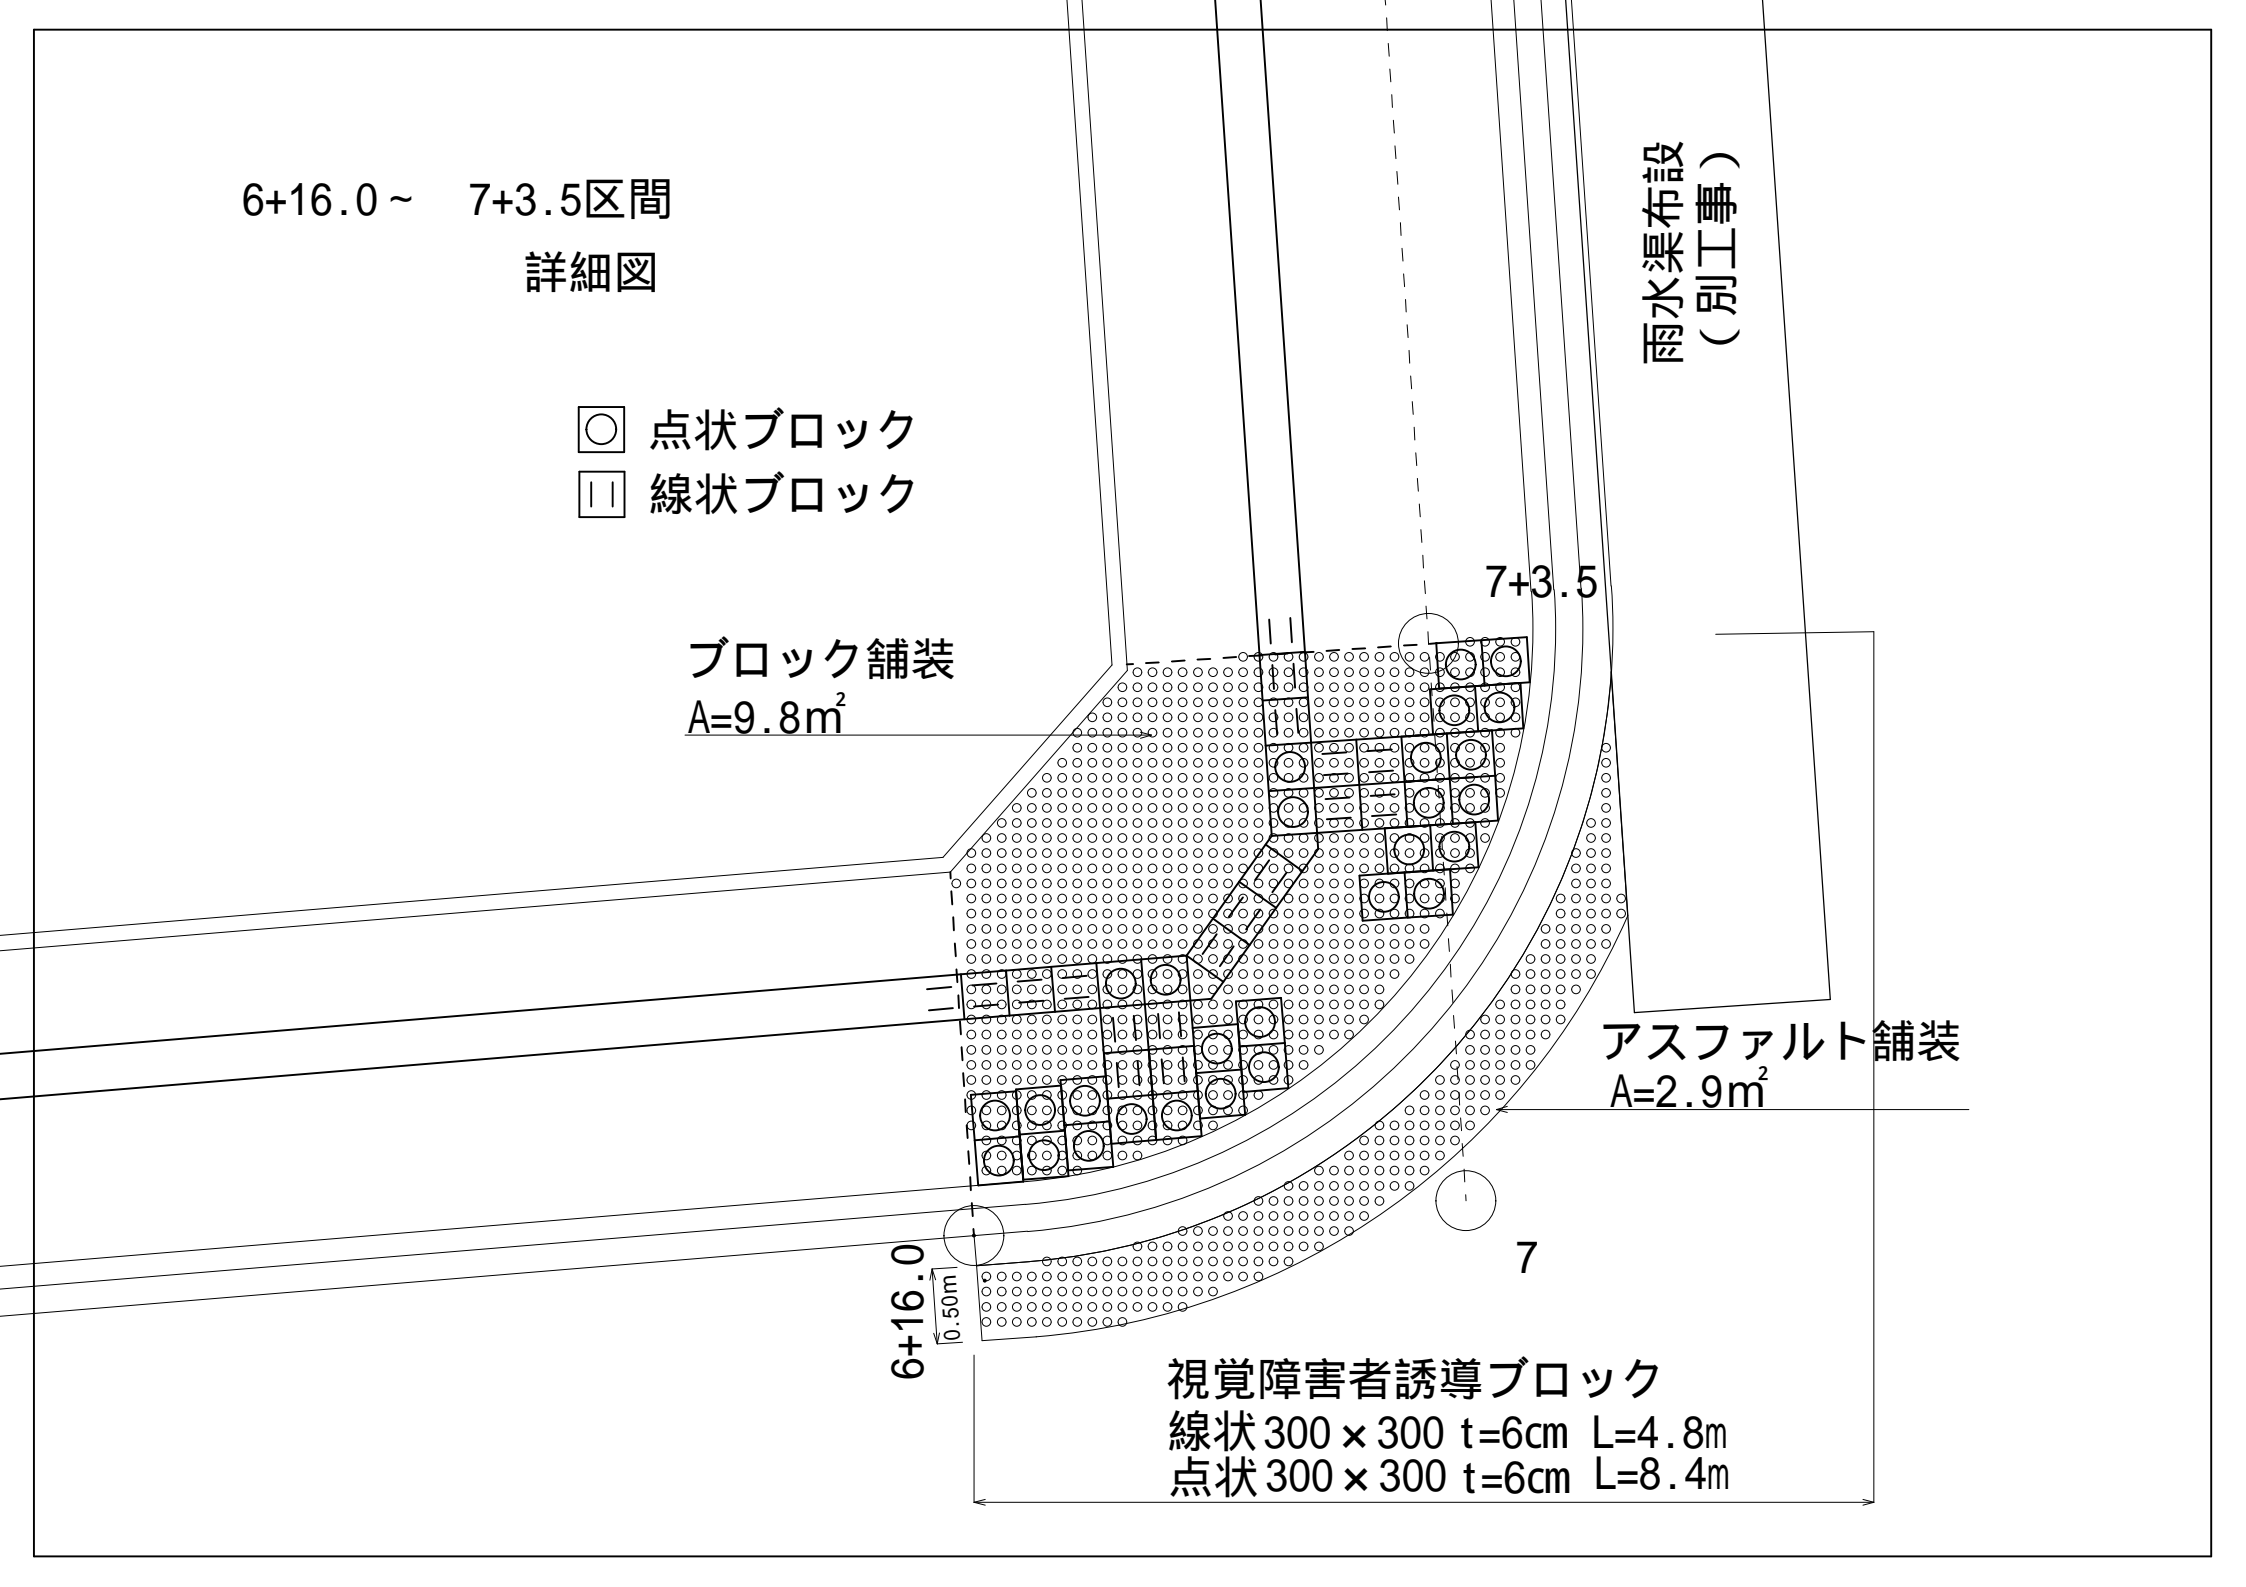 6+16.0～ 7+3.5区間
詳細図
点状ブロック
線状ブロック
雨水渠布設
（別工事）
7+3.5
ブロック舗装
A=9.8㎡
アスファルト舗装
A=2.9㎡
7
6+16.0
0.50m
視覚障害者誘導ブロック
線状300×300 t=6cm L=4.8m
点状300×300 t=6cm L=8.4m